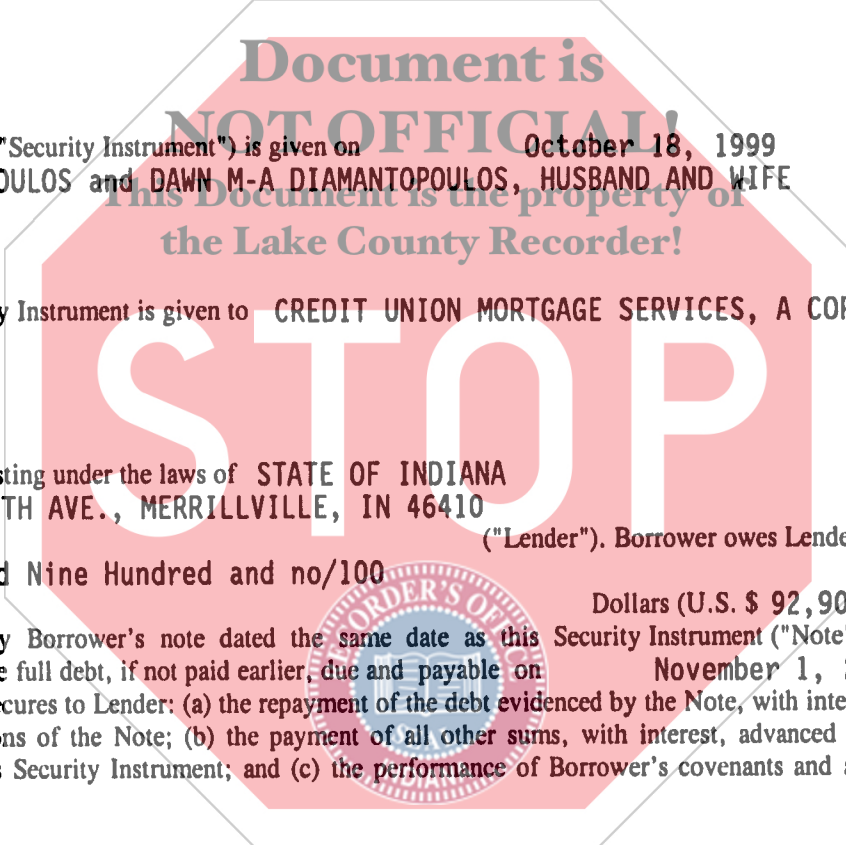 Document is
NOT OFFICIAL!
"Security Instrument") is given on October 18, 1999
OULOS and DAWN M-A DIAMANTOPOULOS, HUSBAND AND WIFE
This Document is the property of
the Lake County Recorder!
y Instrument is given to CREDIT UNION MORTGAGE SERVICES, A COR
STOP
sting under the laws of STATE OF INDIANA
TH AVE., MERRILLVILLE, IN 46410
("Lender"). Borrower owes Lende
d Nine Hundred and no/100
Dollars (U.S. $ 92,90
y Borrower's note dated the same date as this Security Instrument ("Note"
e full debt, if not paid earlier, due and payable on November 1,
cures to Lender: (a) the repayment of the debt evidenced by the Note, with inte
ons of the Note; (b) the payment of all other sums, with interest, advanced
s Security Instrument; and (c) the performance of Borrower's covenants and a
RECORDER'S OFFICE
SEAL
INDIANA